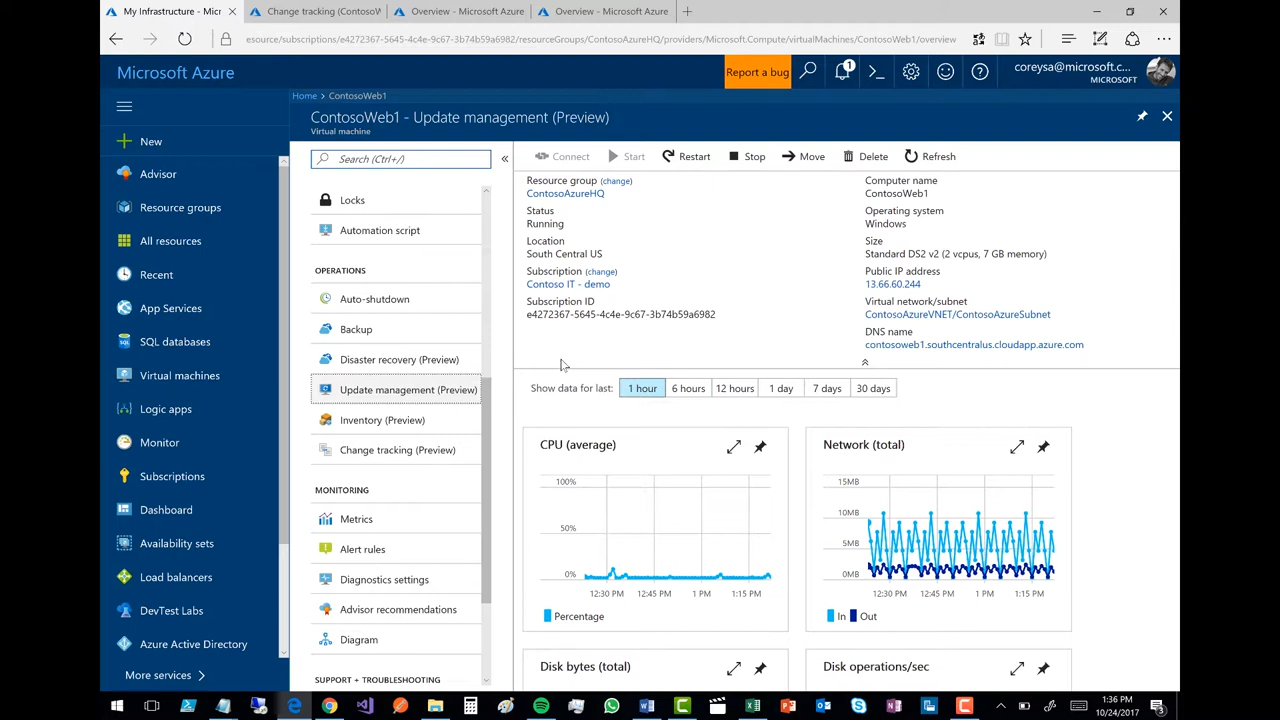 My Infrastructure - Micr
Change tracking (ContosoW
Overview - Microsoft Azure
Overview - Microsoft Azure
esource/subscriptions/e4272367-5645-4c4e-9c67-3b74b59a6982/resourceGroups/ContosoAzureHQ/providers/Microsoft.Compute/virtualMachines/ContosoWeb1/overview
Microsoft Azure
Report a bug
1
coreysa@microsoft.c...
MICROSOFT
Home > ContosoWeb1
ContosoWeb1 - Update management (Preview)
Virtual machine
New
Advisor
Resource groups
All resources
Recent
App Services
SQL databases
Virtual machines
Logic apps
Monitor
Subscriptions
Dashboard
Availability sets
Load balancers
DevTest Labs
Azure Active Directory
More services
Search (Ctrl+/)
Locks
Automation script
OPERATIONS
Auto-shutdown
Backup
Disaster recovery (Preview)
Update management (Preview)
Inventory (Preview)
Change tracking (Preview)
MONITORING
Metrics
Alert rules
Diagnostics settings
Advisor recommendations
Diagram
SUPPORT + TROUBLESHOOTING
Connect Start Restart Stop Move Delete Refresh
Resource group (change)
ContosoAzureHQ
Status
Running
Location
South Central US
Subscription (change)
Contoso IT - demo
Subscription ID
e4272367-5645-4c4e-9c67-3b74b59a6982
Computer name
ContosoWeb1
Operating system
Windows
Size
Standard DS2 v2 (2 vcpus, 7 GB memory)
Public IP address
13.66.60.244
Virtual network/subnet
ContosoAzureVNET/ContosoAzureSubnet
DNS name
contosoweb1.southcentralus.cloudapp.azure.com
Show data for last: 1 hour 6 hours 12 hours 1 day 7 days 30 days
CPU (average)
100%
50%
0%
12:30 PM 12:45 PM 1 PM 1:15 PM
Percentage
Network (total)
15MB
10MB
5MB
0MB
12:30 PM 12:45 PM 1 PM 1:15 PM
In Out
Disk bytes (total)
Disk operations/sec
1:36 PM
10/24/2017
3